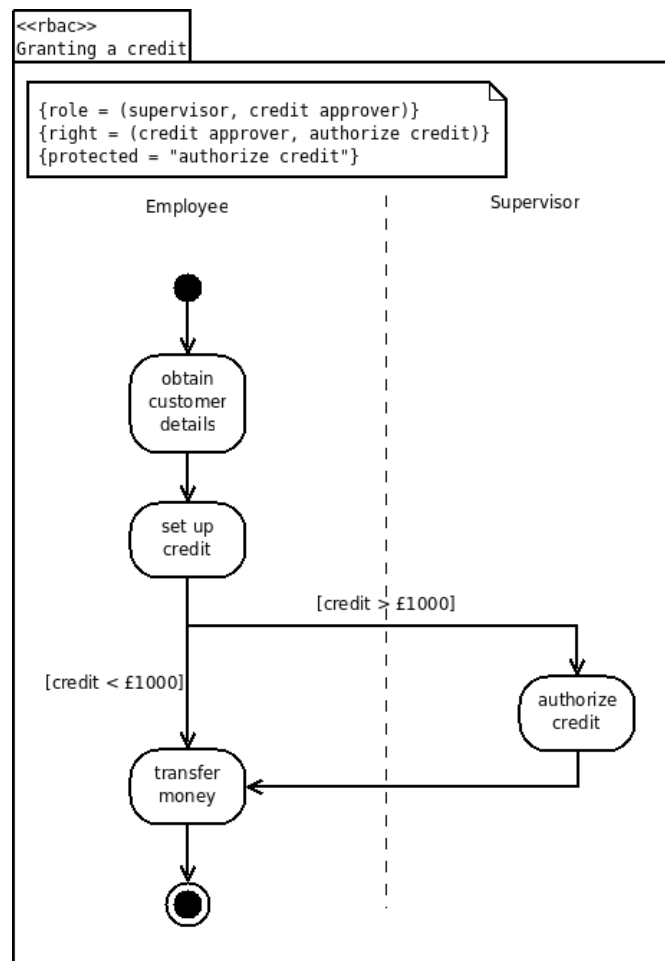 <<rbac>>
Granting a credit
{role = (supervisor, credit approver)}
{right = (credit approver, authorize credit)}
{protected = "authorize credit"}
Employee
Supervisor
obtain
customer
details
set up
credit
[credit > £1000]
[credit < £1000]
authorize
credit
transfer
money